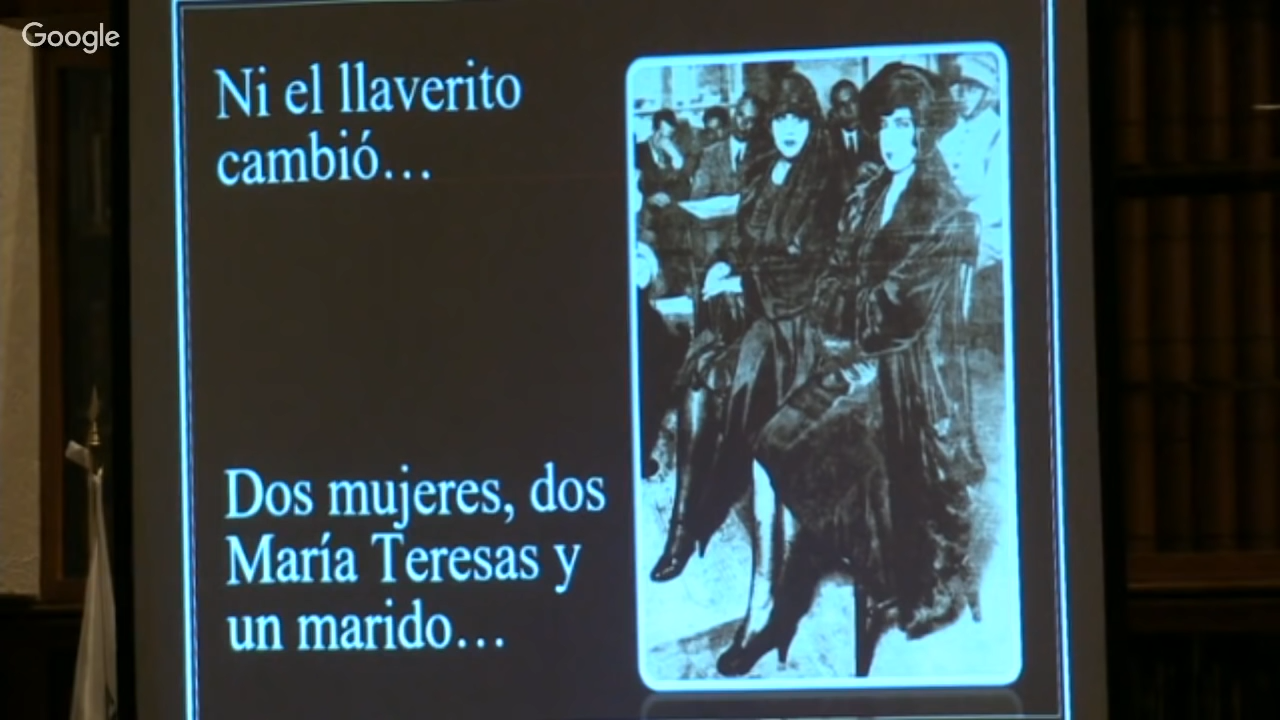 Google
Ni el llaverito
cambió...
Dos mujeres, dos
María Teresas y
un marido...